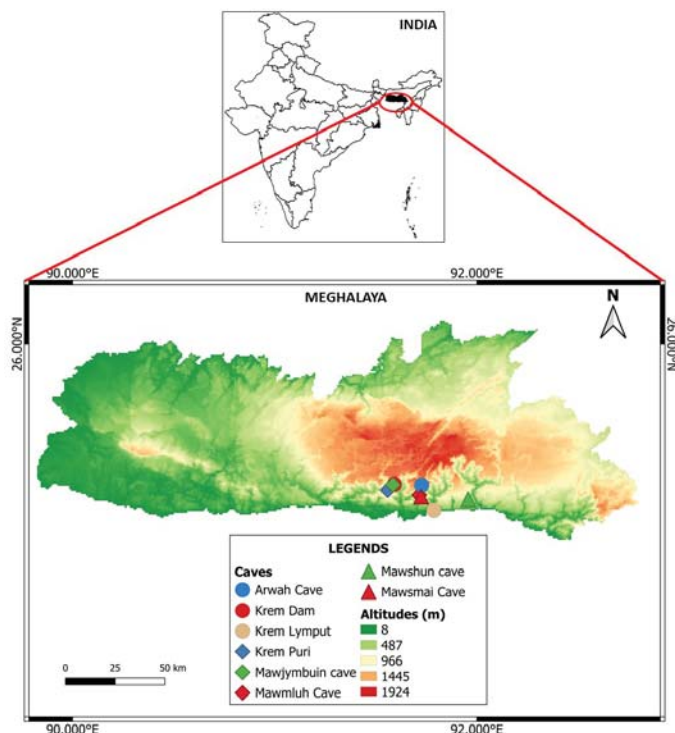 INDIA
90.000°E
92.000°E
MEGHALAYA
N
26.000°N
26.000°N
LEGENDS
Caves
Arwah Cave
Krem Dam
Krem Lymput
Krem Puri
Mawjymbuin cave
Mawmluh Cave
Mawshun cave
Mawsmai Cave
Altitudes (m)
8
487
966
1445
1924
0 25 50 km
90.000°E
92.000°E